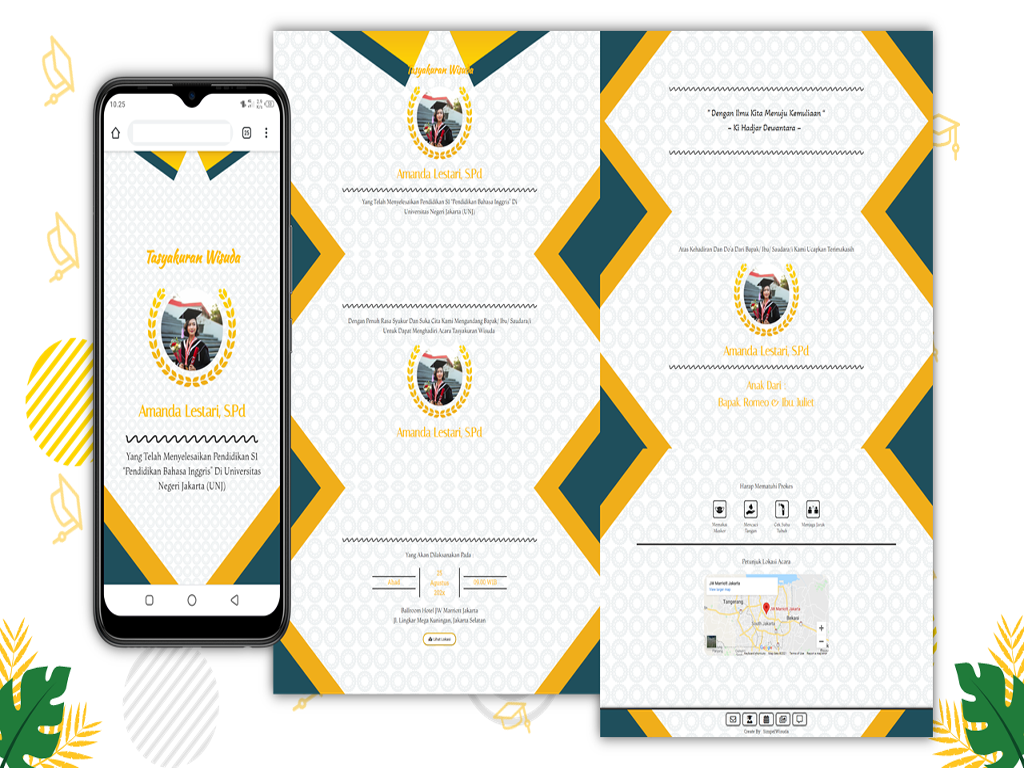 10.25
25
Tasyakuran Wisuda
Amanda Lestari, S.Pd
Yang Telah Menyelesaikan Pendidikan S1
"Pendidikan Bahasa Inggris" Di Universitas
Negeri Jakarta (UNJ)
Tasyakuran Wisuda
Amanda Lestari, S.Pd
Yang Telah Menyelesaikan Pendidikan S1 "Pendidikan Bahasa Inggris" Di
Universitas Negeri Jakarta (UNJ)
Dengan Penuh Rasa Syukur Dan Suka Cita Kami Mengundang Bapak/ Ibu/ Saudara/i
Untuk Dapat Menghadiri Acara Tasyakuran Wisuda
Amanda Lestari, S.Pd
Yang Akan Dilaksanakan Pada
Ahad
25
Agustus
10.00 WIB
Ballroom Hotel JW Marriott Jakarta
Jl. Lingkar Mega Kuningan, Jakarta Selatan
Lihat Lokasi
" Dengan Ilmu Kita Menuju Kemuliaan "
~ Ki Hadjar Dewantara ~
Atas Kehadiran Dan Do'a Dari Bapak/ Ibu/ Saudara/i Kami Ucapkan Terimakasih
Amanda Lestari, S.Pd
Anak Dari :
Bapak Romeo & Ibu Juliet
Harap Mematuhi Prokes
Memakai
Masker
Mencuci
Tangan
Cek Suhu
Tubuh
Menjaga Jarak
Petunjuk Lokasi Acara
JW Marriott Jakarta
View larger map
Tangerang
JW Marriott Jakarta
South Jakarta
Bekasi
Google
Create By